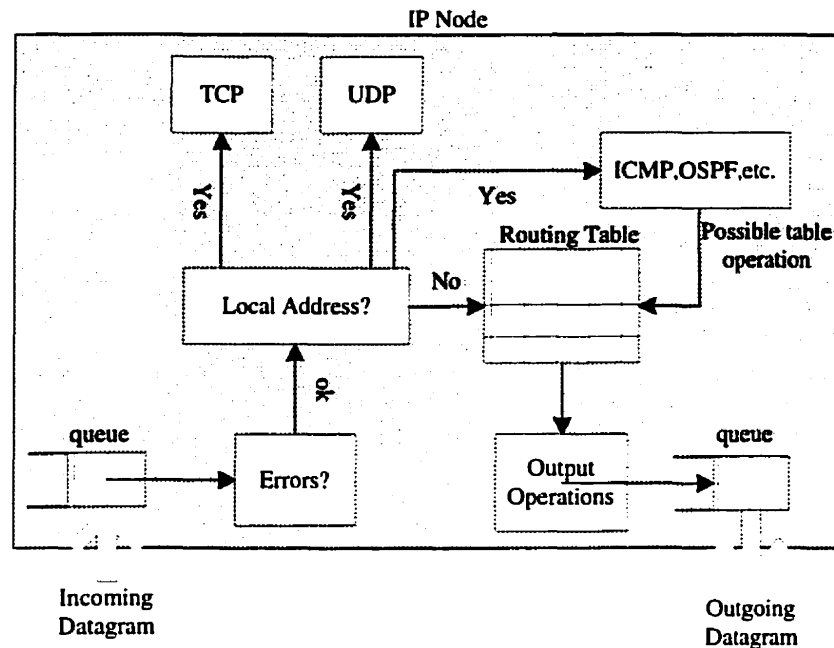 IP Node
TCP
UDP
ICMP,OSPF,etc.
Yes
Yes
Yes
Routing Table
Possible table
operation
Local Address?
No
ok
queue
queue
Errors?
Output
Operations
Incoming
Datagram
Outgoing
Datagram